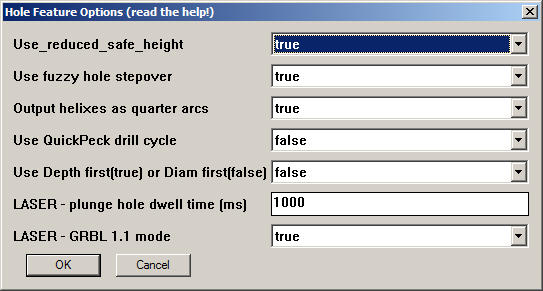 Hole Feature Options (read the help!)
Use_reduced_safe_height true
Use fuzzy hole stepover true
Output helixes as quarter arcs true
Use QuickPeck drill cycle false
Use Depth first(true) or Diam first(false) false
LASER - plunge hole dwell time (ms) 1000
LASER - GRBL 1.1 mode true
OK Cancel